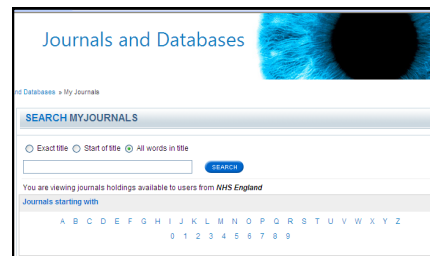 Journals and Databases
nd Databases » My Journals
SEARCH MYJOURNALS
Exact title Start of title All words in title
SEARCH
You are viewing journals holdings available to users from NHS England
Journals starting with
A B C D E F G H I J K L M N O P Q R S T U V W X Y Z
0 1 2 3 4 5 6 7 8 9